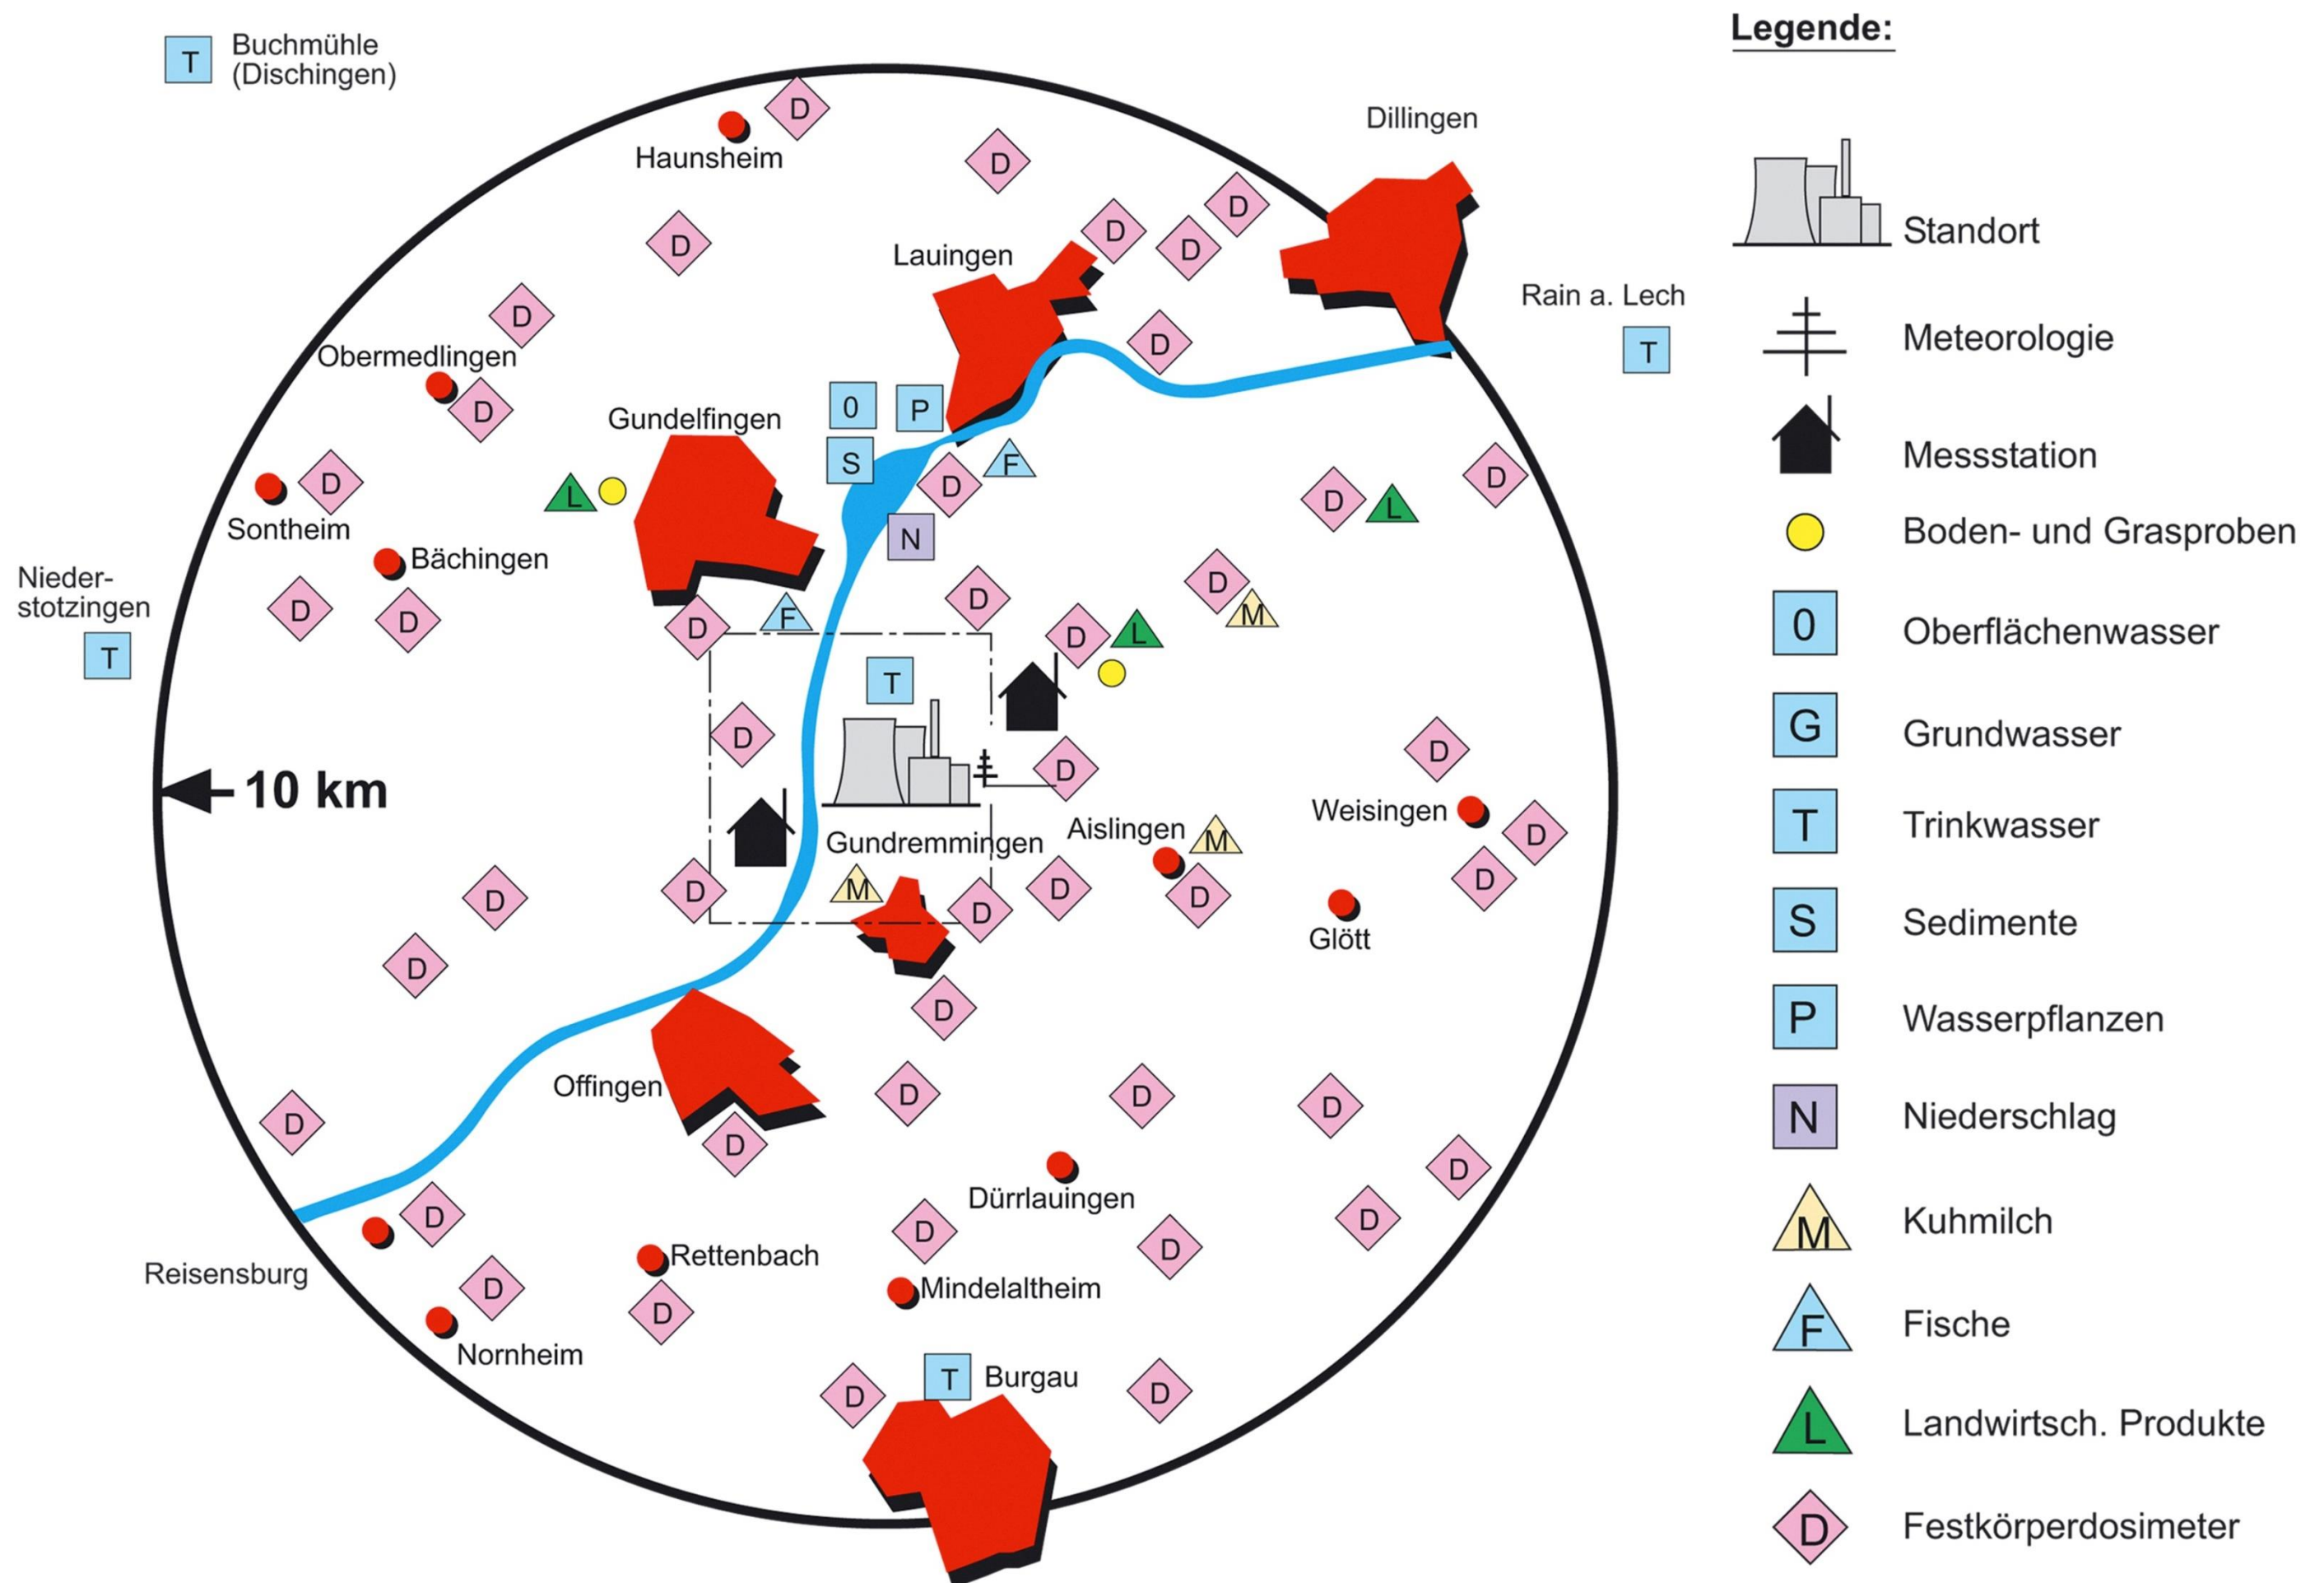 Legende:
Buchmühle
(Dischingen)
T
D
Haunsheim
Dillingen
D
D
D
D
D
D
Standort
Lauingen
Rain a. Lech
T
D
D
Meteorologie
Obermedlingen
D
Gundelfingen
0
P
Messstation
S
F
D
Sontheim
D
L
D
L
D
N
Boden- und Grasproben
Bächingen
Nieder-
stotzingen
T
D
D
D
F
D
D
M
D
L
0
Oberflächenwasser
T
G
Grundwasser
D
D
D
10 km
Weisingen
D
Gundremmingen
Aislingen
M
T
Trinkwasser
D
D
M
D
D
D
D
S
Sedimente
Glött
D
D
P
Wasserpflanzen
Offingen
D
D
D
D
D
N
Niederschlag
D
Dürrlauingen
D
D
D
D
D
M
Kuhmilch
Reisensburg
Rettenbach
D
D
Mindelaltheim
F
Fische
Nornheim
T
Burgau
D
D
L
Landwirtsch. Produkte
D
Festkörperdosimeter